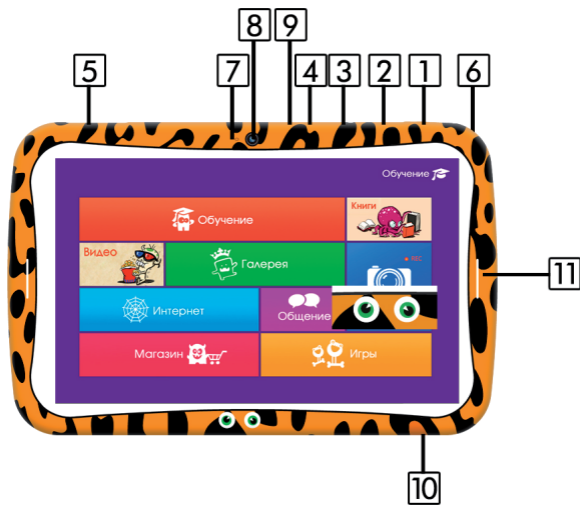 8 9
5 7 4 3 2 1 6
Обучение
Обучение
Книги
Видео
Галерея
REC
11
Интернет
Общение
Магазин
Игры
10